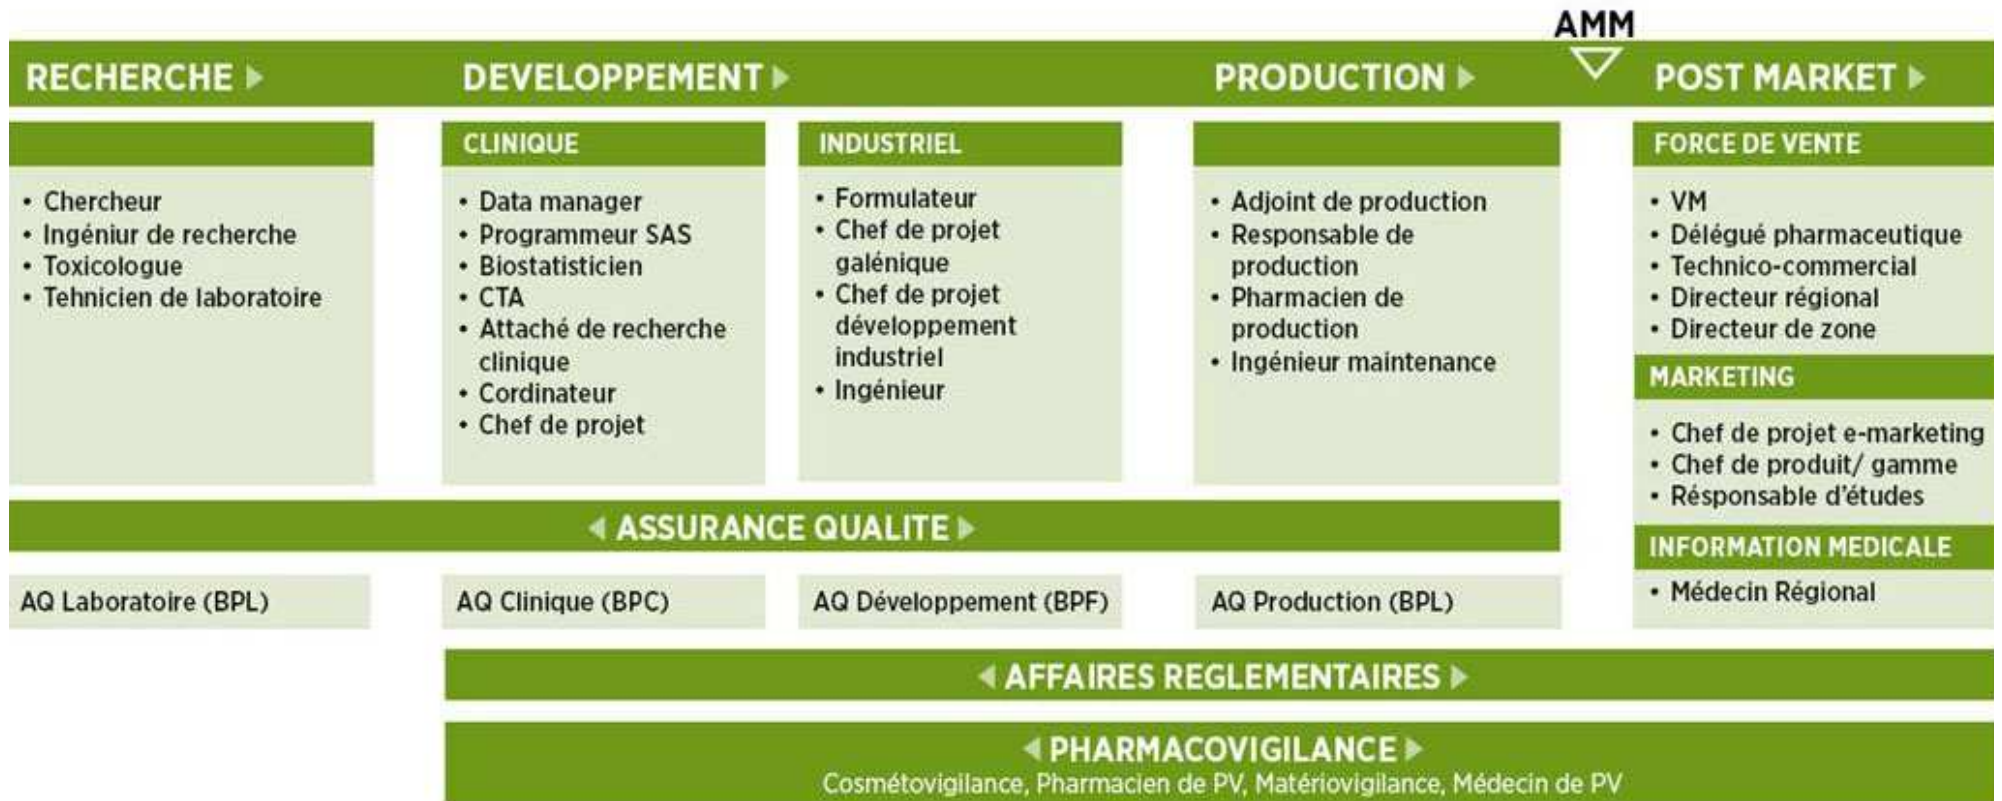 AMM
RECHERCHE
DEVELOPPEMENT
PRODUCTION
POST MARKET
• Chercheur
• Ingéniur de recherche
• Toxicologue
• Tehnicien de laboratoire
CLINIQUE
• Data manager
• Programmeur SAS
• Biostatisticien
• CTA
• Attaché de recherche
clinique
• Cordinateur
• Chef de projet
INDUSTRIEL
• Formulateur
• Chef de projet
galénique
• Chef de projet
développement
industriel
• Ingénieur
• Adjoint de production
• Responsable de
production
• Pharmacien de
production
• Ingénieur maintenance
FORCE DE VENTE
• VM
• Délégué pharmaceutique
• Technico-commercial
• Directeur régional
• Directeur de zone
MARKETING
• Chef de projet e-marketing
• Chef de produit/ gamme
• Résponsable d'études
INFORMATION MEDICALE
• Médecin Régional
ASSURANCE QUALITE
AQ Laboratoire (BPL)
AQ Clinique (BPC)
AQ Développement (BPF)
AQ Production (BPL)
AFFAIRES REGLEMENTAIRES
PHARMACOVIGILANCE
Cosmétovigilance, Pharmacien de PV, Matériovigilance, Médecin de PV